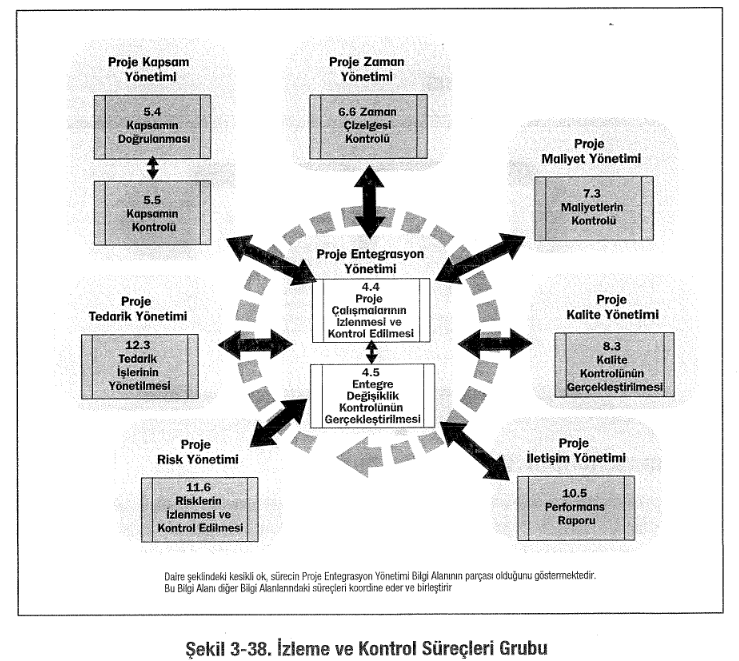 Proje Kapsam
Yönetimi
5.4
Kapsamın
Doğrulanması
5.5
Kapsamın
Kontrolü
Proje Zaman
Yönetimi
6.6 Zaman
Çizelgesi
Kontrolü
Proje
Maliyet Yönetimi
7.3
Maliyetlerin
Kontrolü
Proje Entegrasyon
Yönetimi
4.4
Proje
Çalışmalarının
İzlenmesi ve
Kontrol Edilmesi
4.5
Entegre
Değişiklik
Kontrolünün
Gerçekleştirilmesi
Proje
Tedarik Yönetimi
12.3
Tedarik
İşlerinin
Yönetilmesi
Proje
Kalite Yönetimi
8.3
Kalite
Kontrolünün
Gerçekleştirilmesi
Proje
Risk Yönetimi
11.6
Risklerin
İzlenmesi ve
Kontrol Edilmesi
Proje
İletişim Yönetimi
10.5
Performans
Raporu
Daire şeklindeki kesikli ok, sürecin Proje Entegrasyon Yönetimi Bilgi Alanının parçası olduğunu göstermektedir.
Bu Bilgi Alanı diğer Bilgi Alanlarındaki süreçleri koordine eder ve birleştirir
Şekil 3-38. İzleme ve Kontrol Süreçleri Grubu